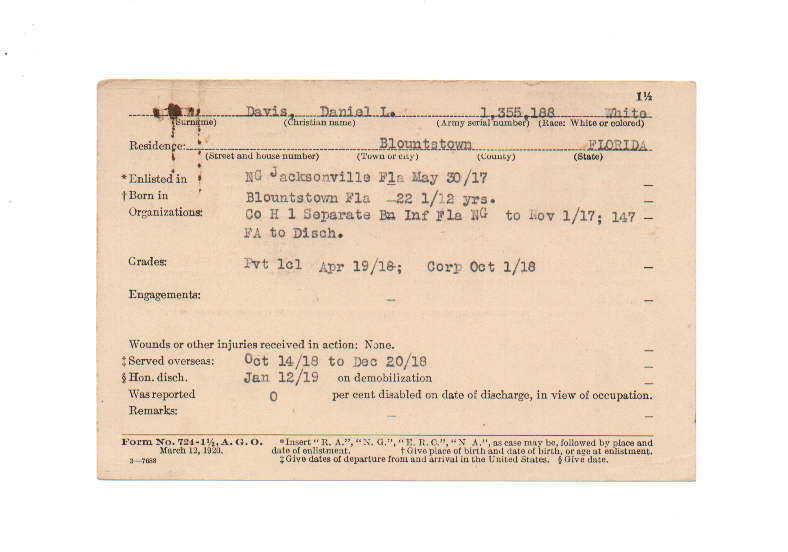 1½
Davis, Daniel L. 1,355,188 White
(Surname) (Christian name) (Army serial number) (Race: White or colored)
Residence: Blountstown FLORIDA
(Street and house number) (Town or city) (County) (State)
*Enlisted in NG Jacksonville Fla May 30/17 —
†Born in Blountstown Fla —22 1/12 yrs. —
Organizations: Co H 1 Separate Bn Inf Fla NG to Nov 1/17; 147 —
FA to Disch.
Grades: Pvt 1cl Apr 19/18; Corp Oct 1/18 —
Engagements: — —
Wounds or other injuries received in action: None. —
‡Served overseas: Oct 14/18 to Dec 20/18 —
§Hon. disch. Jan 12/19 on demobilization —
Was reported 0 per cent disabled on date of discharge, in view of occupation.
Remarks: — —
Form No. 724-1½, A. G. O. *Insert "R. A.", "N. G.", "E. R. C.", "N A.", as case may be, followed by place and
March 12, 1920. date of enlistment. †Give place of birth and date of birth, or age at enlistment.
3—7688 ‡Give dates of departure from and arrival in the United States. §Give date.